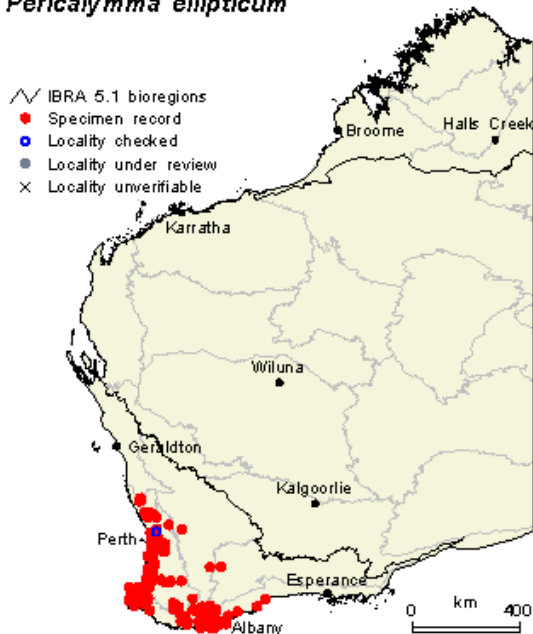 Pericalymma ellipticum
IBRA 5.1 bioregions
Specimen record
Locality checked
Locality under review
Locality unverifiable
Broome
Halls Creek
Karratha
Wiluna
Geraldton
Kalgoorlie
Perth
Esperance
Albany
0 km 400